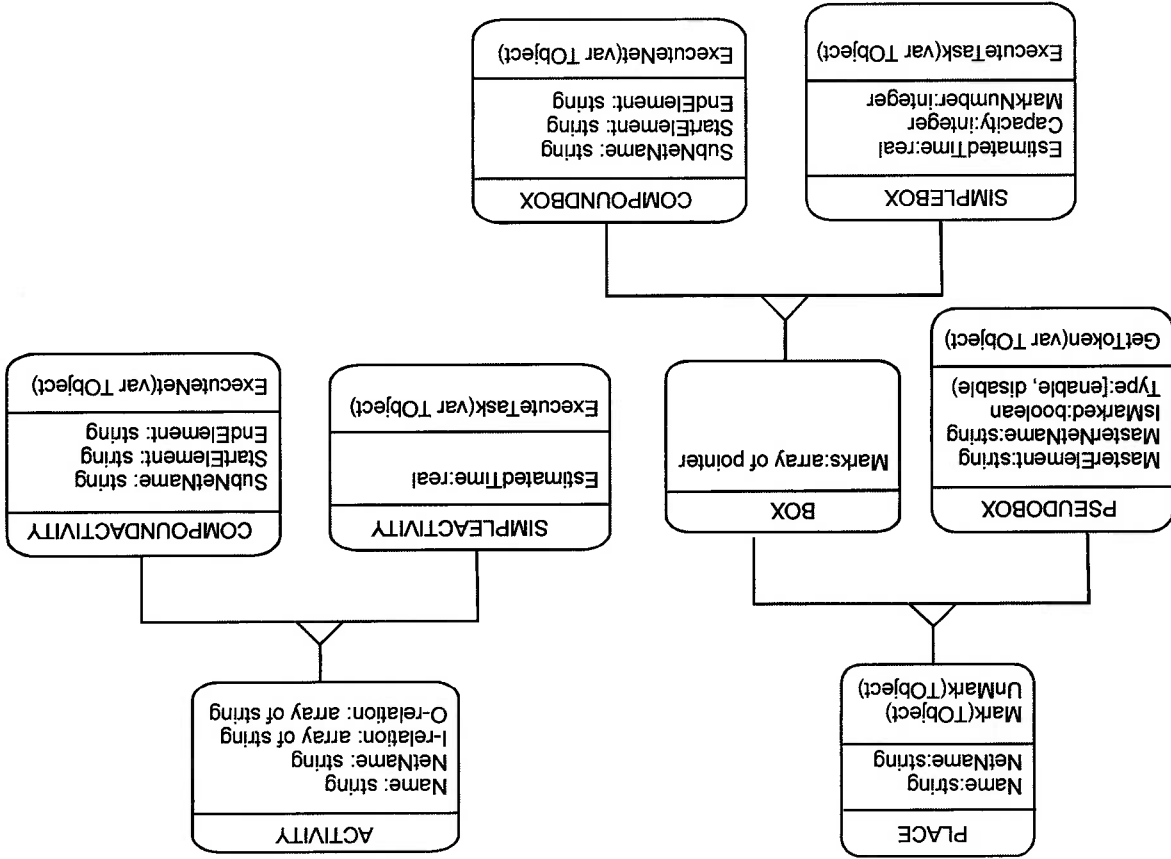 PLACE
Name:string
NetName:string
Mark(TObject)
UnMark(TObject)
ACTIVITY
Name: string
NetName: string
I-relation: array of string
O-relation: array of string
PSEUDOBOX
MasterElement:string
MasterNetName:string
IsMarked:boolean
Type:[enable, disable)
GetToken(var TObject)
BOX
Marks:array of pointer
SIMPLEACTIVITY
EstimatedTime:real
ExecuteTask(var TObject)
COMPOUNDACTIVITY
SubNetName: string
StartElement: string
EndElement: string
ExecuteNet(var TObject)
SIMPLEBOX
EstimatedTime:real
Capacity:integer
MarkNumber:integer
ExecuteTask(var TObject)
COMPOUNDBOX
SubNetName: string
StartElement: string
EndElement: string
ExecuteNet(var TObject)